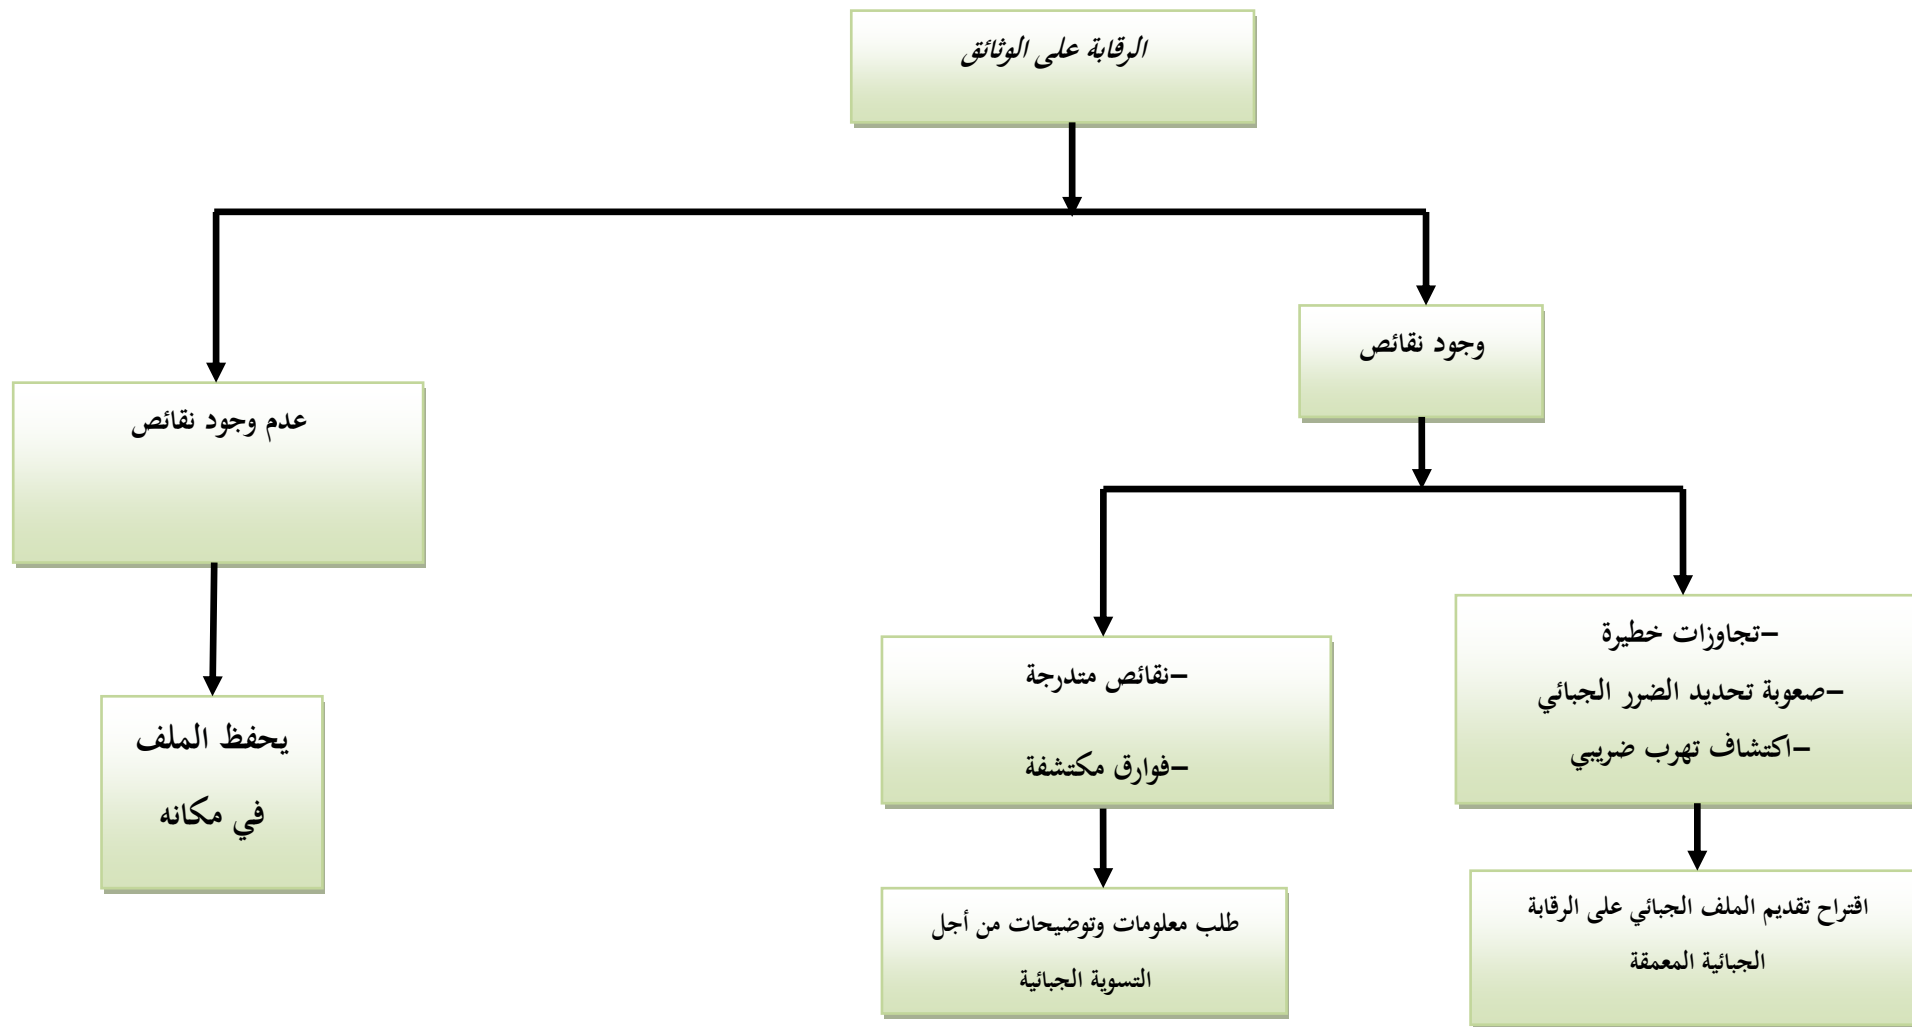 الرقابة على الوثائق
وجود نقائص
عدم وجود نقائص
–تجاوزات خطيرة
–صعوبة تحديد الضرر الجبائي
–اكتشاف تهرب ضريبي
–نقائص متدرجة
–فوارق مكتشفة
يحفظ الملف
في مكانه
اقتراح تقديم الملف الجبائي على الرقابة
الجبائية المعمقة
طلب معلومات وتوضيحات من أجل
التسوية الجبائية